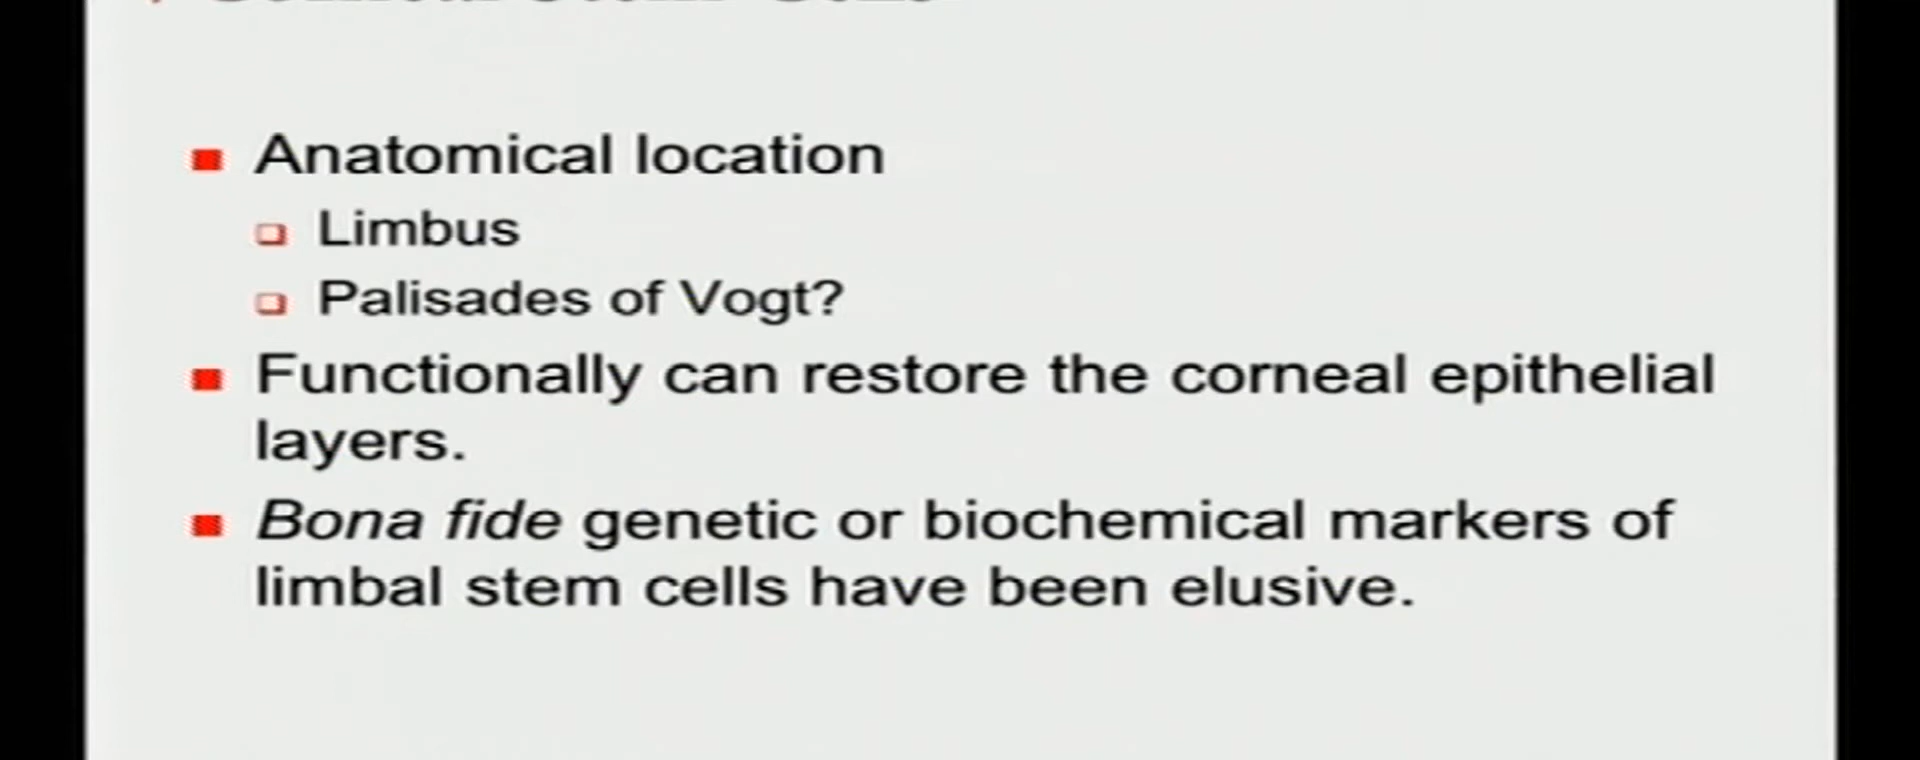 Anatomical location
Limbus
Palisades of Vogt?
Functionally can restore the corneal epithelial
layers.
Bona fide genetic or biochemical markers of
limbal stem cells have been elusive.